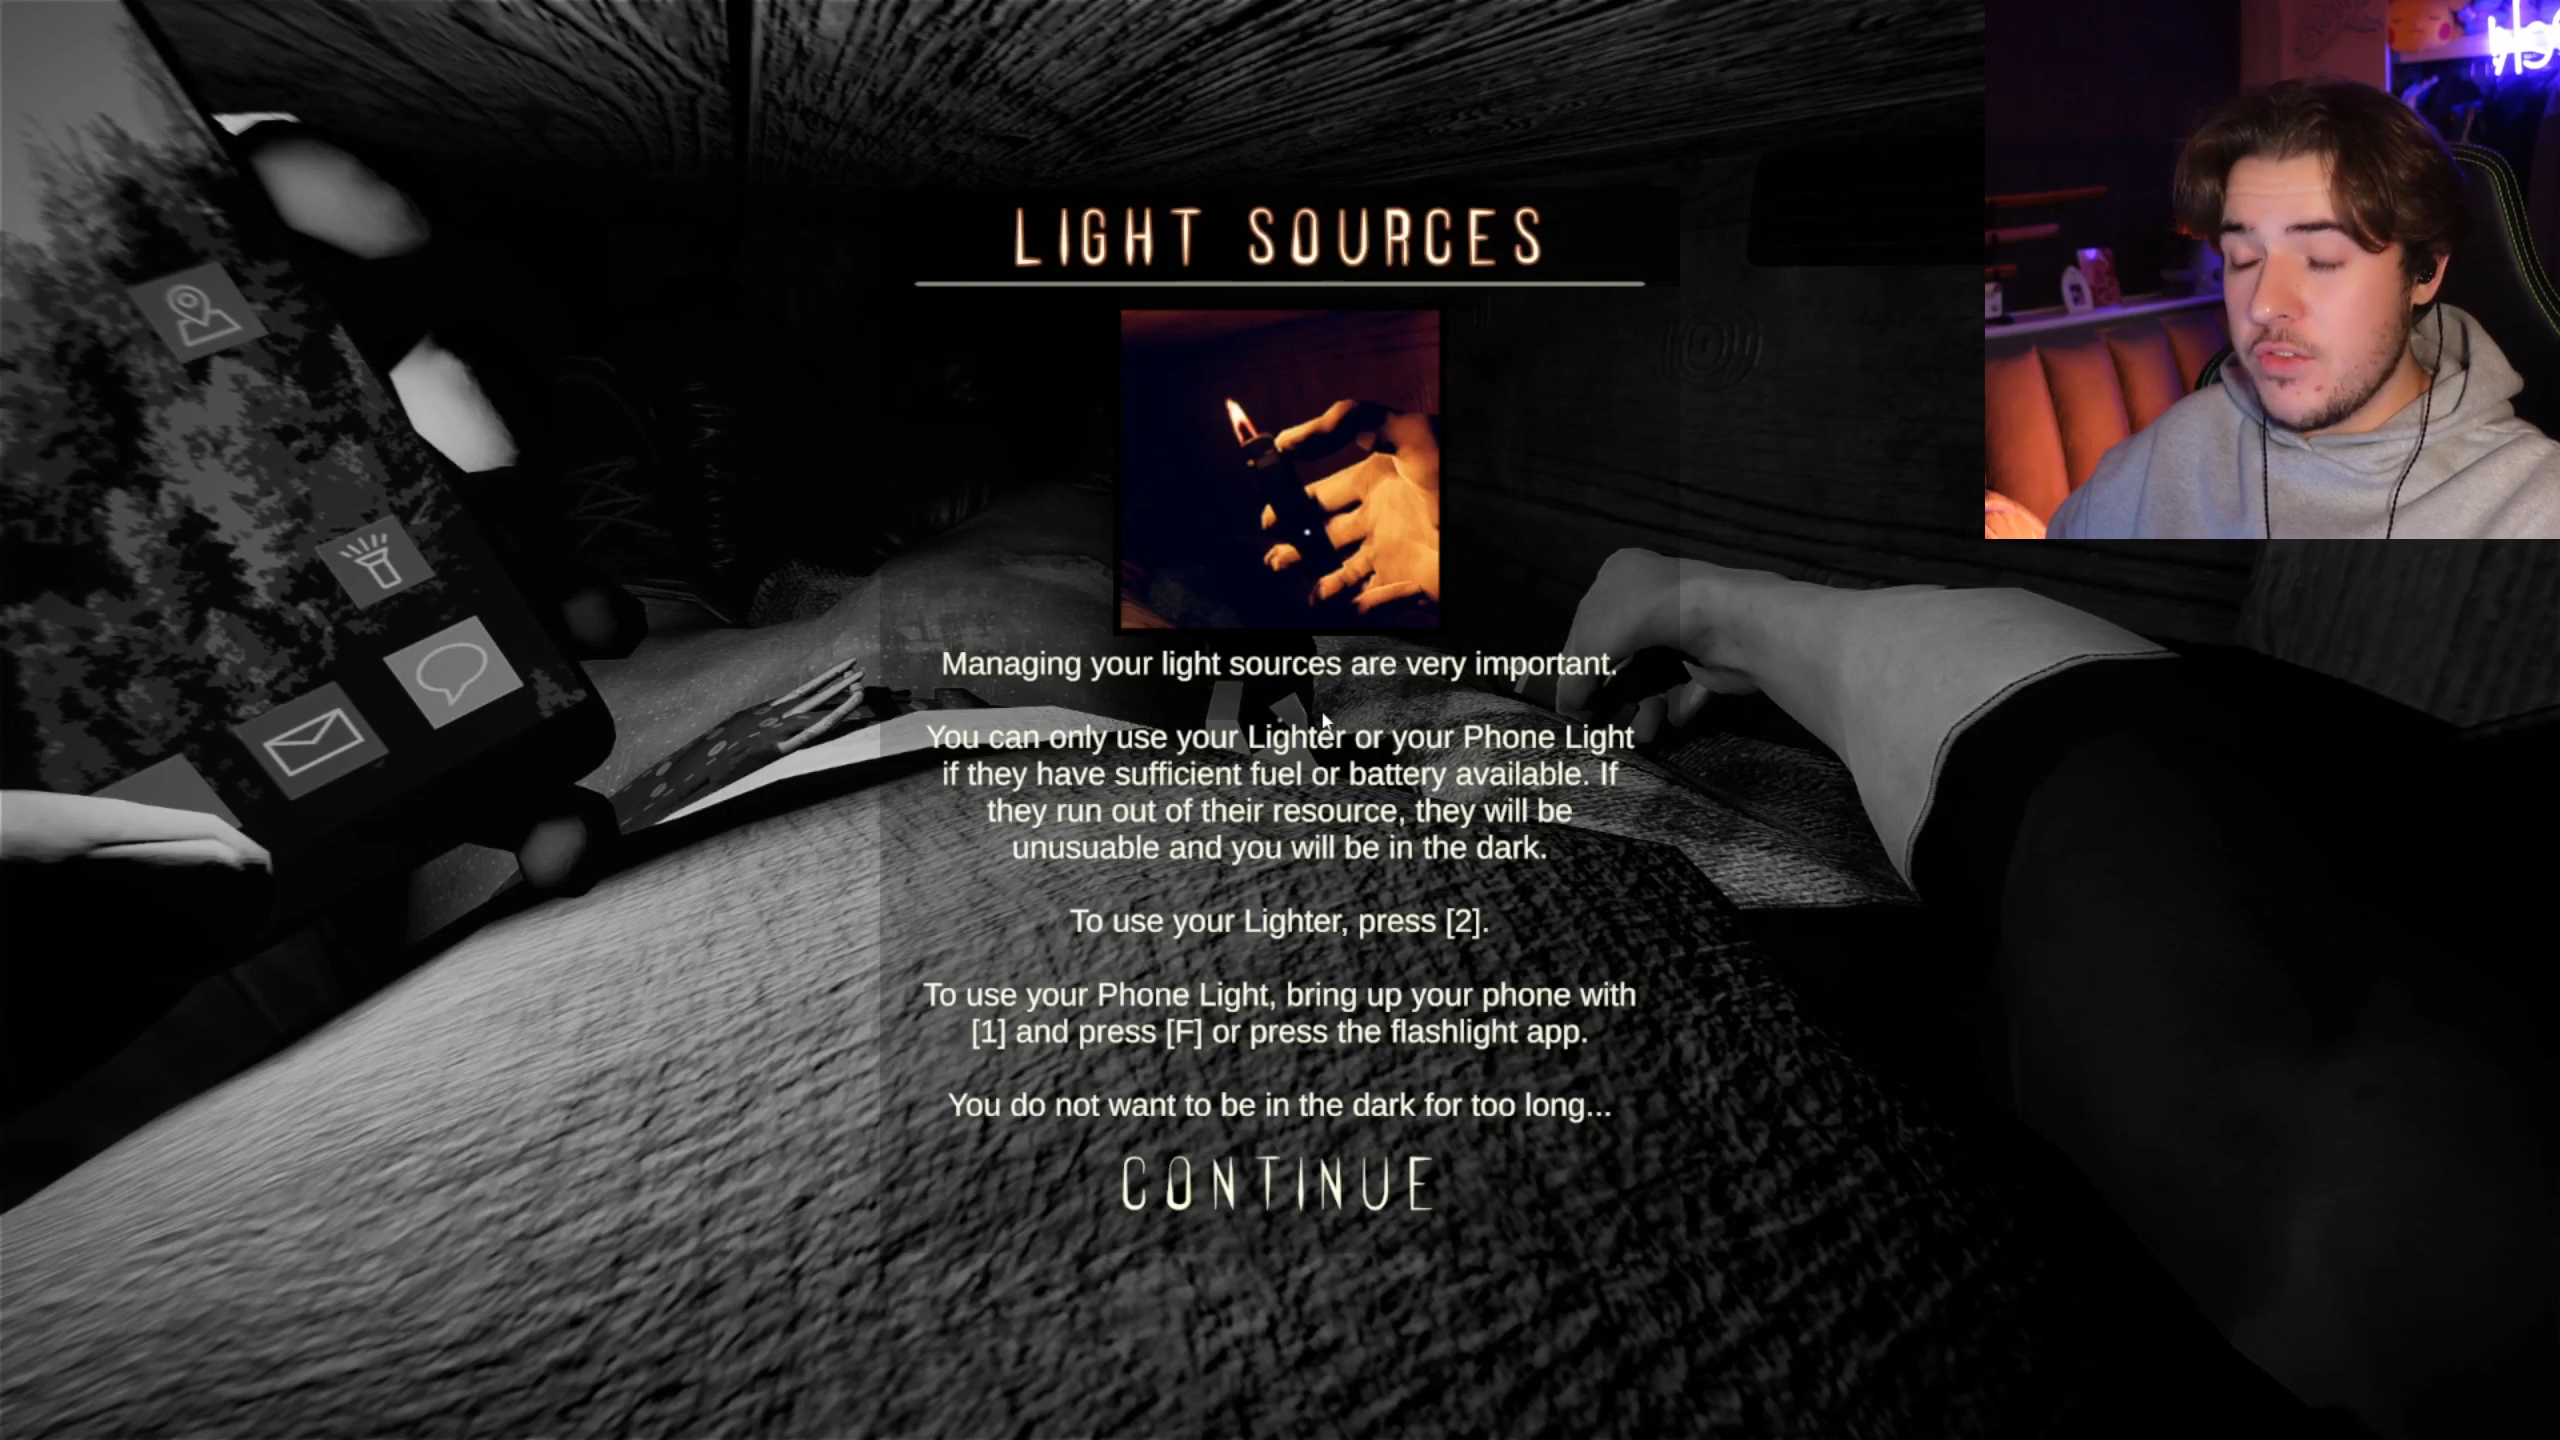 LIGHT SOURCES
Managing your light sources are very important.
You can only use your Lighter or your Phone Light
if they have sufficient fuel or battery available. If
they run out of their resource, they will be
unusuable and you will be in the dark.
To use your Lighter, press [2].
To use your Phone Light, bring up your phone with
[1] and press [F] or press the flashlight app.
You do not want to be in the dark for too long...
CONTINUE